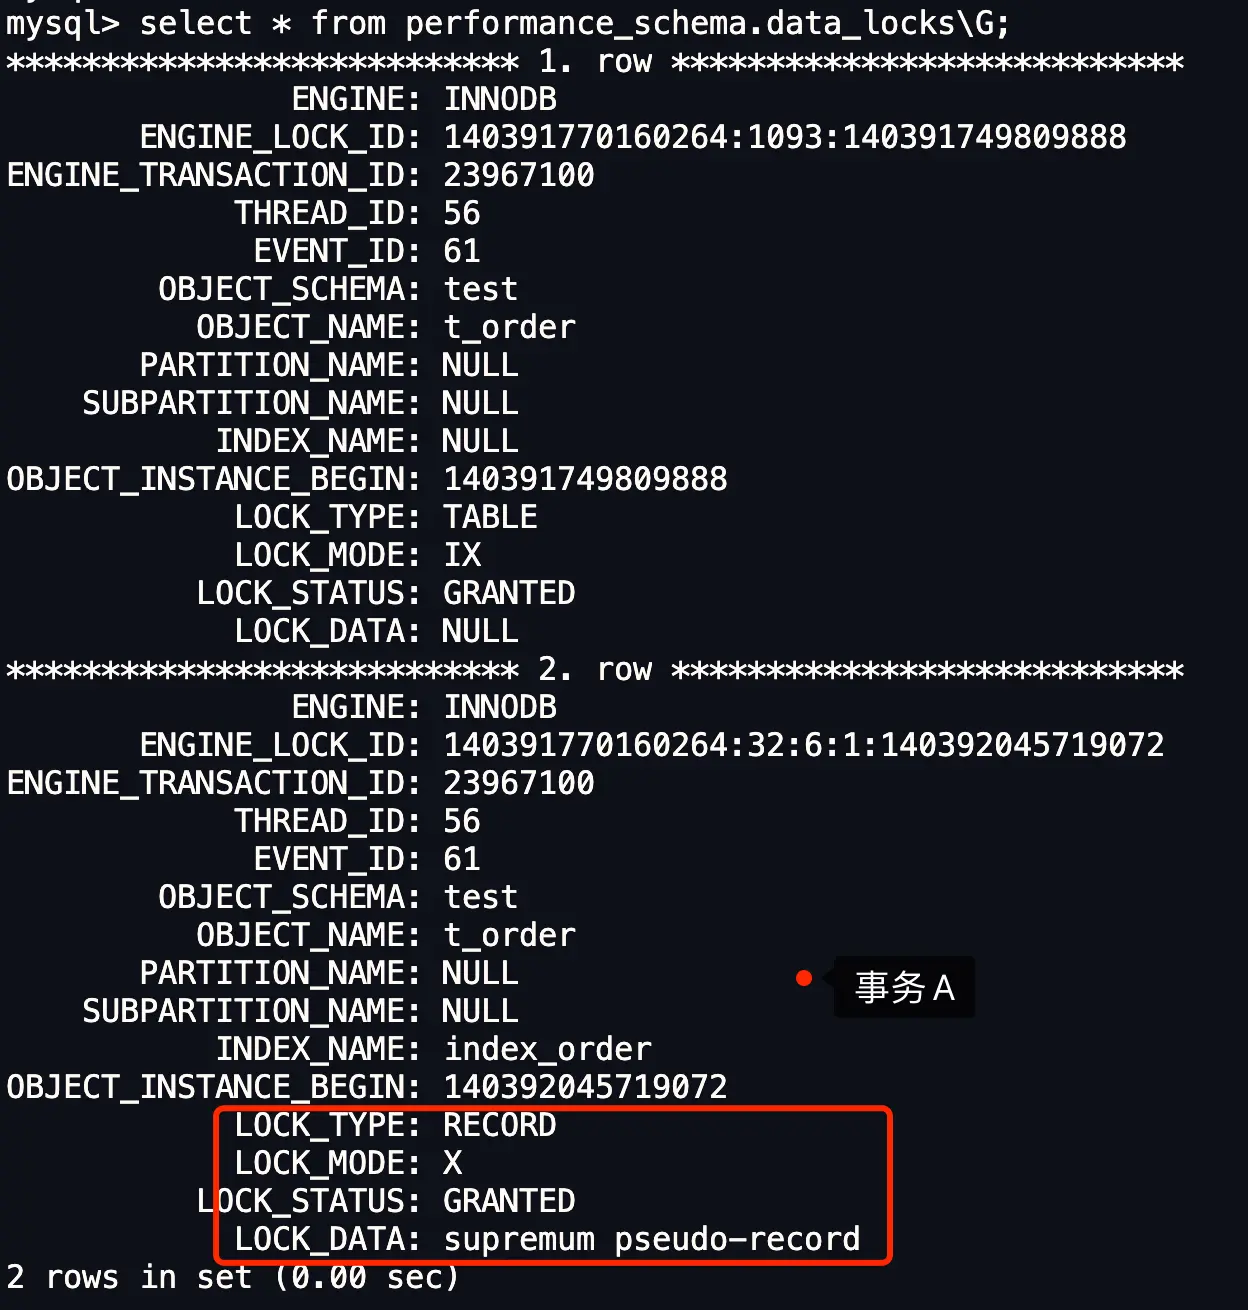 mysql> select * from performance_schema.data_locks\G;
*************************** 1. row ***************************
ENGINE: INNODB
ENGINE_LOCK_ID: 140391770160264:1093:140391749809888
ENGINE_TRANSACTION_ID: 23967100
THREAD_ID: 56
EVENT_ID: 61
OBJECT_SCHEMA: test
OBJECT_NAME: t_order
PARTITION_NAME: NULL
SUBPARTITION_NAME: NULL
INDEX_NAME: NULL
OBJECT_INSTANCE_BEGIN: 140391749809888
LOCK_TYPE: TABLE
LOCK_MODE: IX
LOCK_STATUS: GRANTED
LOCK_DATA: NULL
*************************** 2. row ***************************
ENGINE: INNODB
ENGINE_LOCK_ID: 140391770160264:32:6:1:140392045719072
ENGINE_TRANSACTION_ID: 23967100
THREAD_ID: 56
EVENT_ID: 61
OBJECT_SCHEMA: test
OBJECT_NAME: t_order
PARTITION_NAME: NULL
事务A
SUBPARTITION_NAME: NULL
INDEX_NAME: index_order
OBJECT_INSTANCE_BEGIN: 140392045719072
LOCK_TYPE: RECORD
LOCK_MODE: X
LOCK_STATUS: GRANTED
LOCK_DATA: supremum pseudo-record
2 rows in set (0.00 sec)